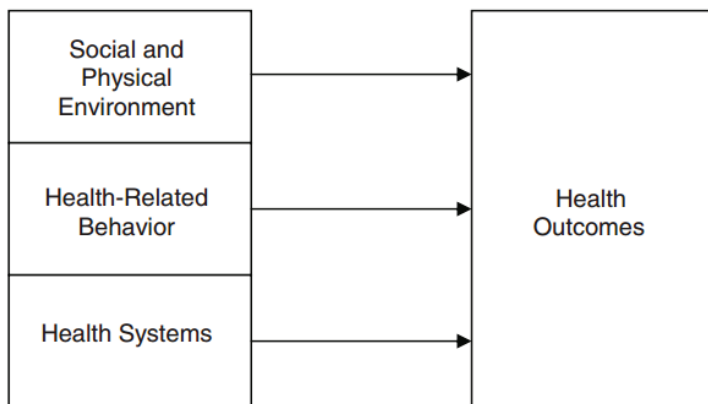 Social and
Physical
Environment
Health-Related
Behavior
Health Systems
Health
Outcomes